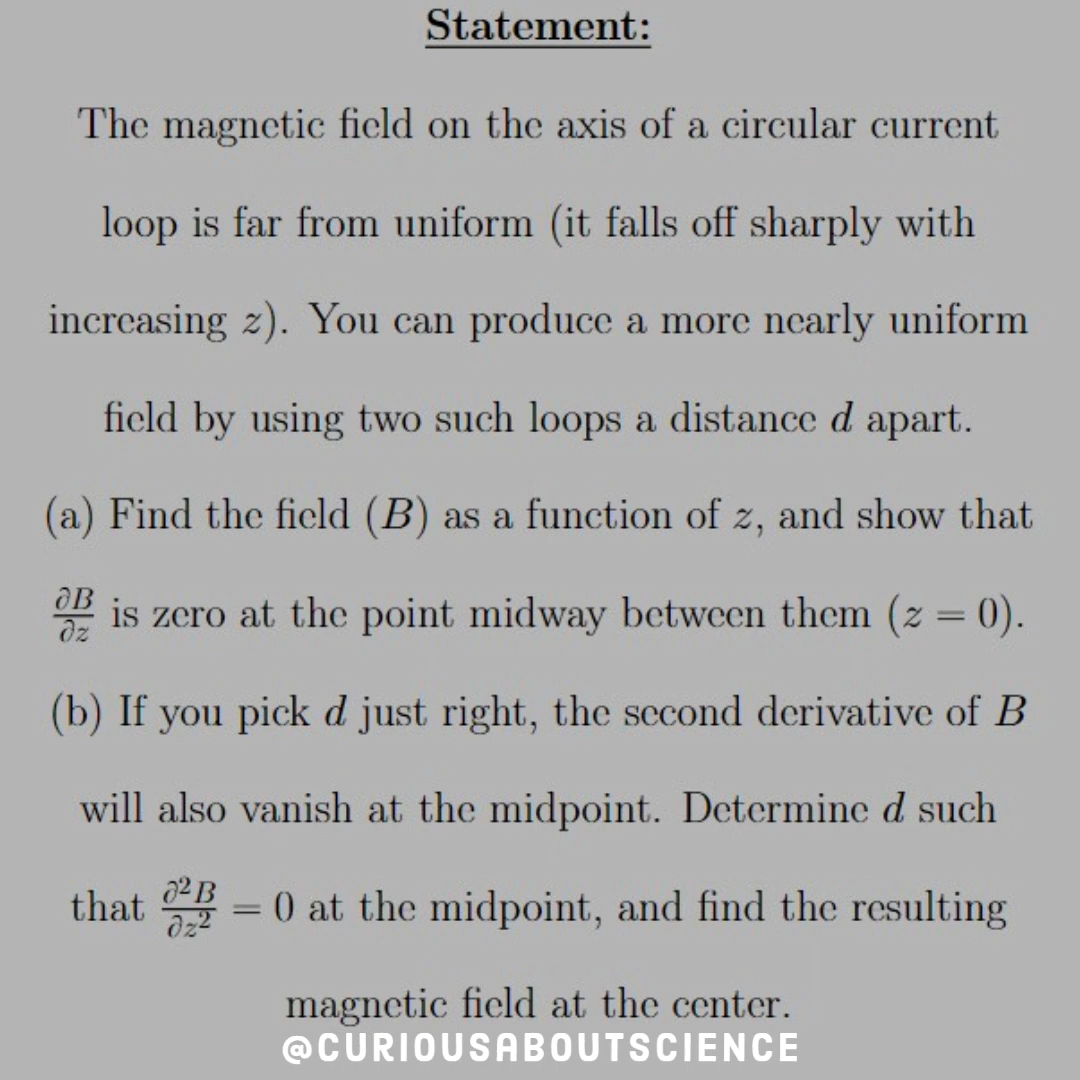 Statement:
The magnetic field on the axis of a circular current
loop is far from uniform (it falls off sharply with
increasing z). You can produce a more nearly uniform
field by using two such loops a distance d apart.
(a) Find the field (B) as a function of z, and show that
∂B/∂z is zero at the point midway between them (z = 0).
(b) If you pick d just right, the second derivative of B
will also vanish at the midpoint. Determine d such
that ∂²B/∂z² = 0 at the midpoint, and find the resulting
magnetic field at the center.
@CURIOUSABOUTSCIENCE